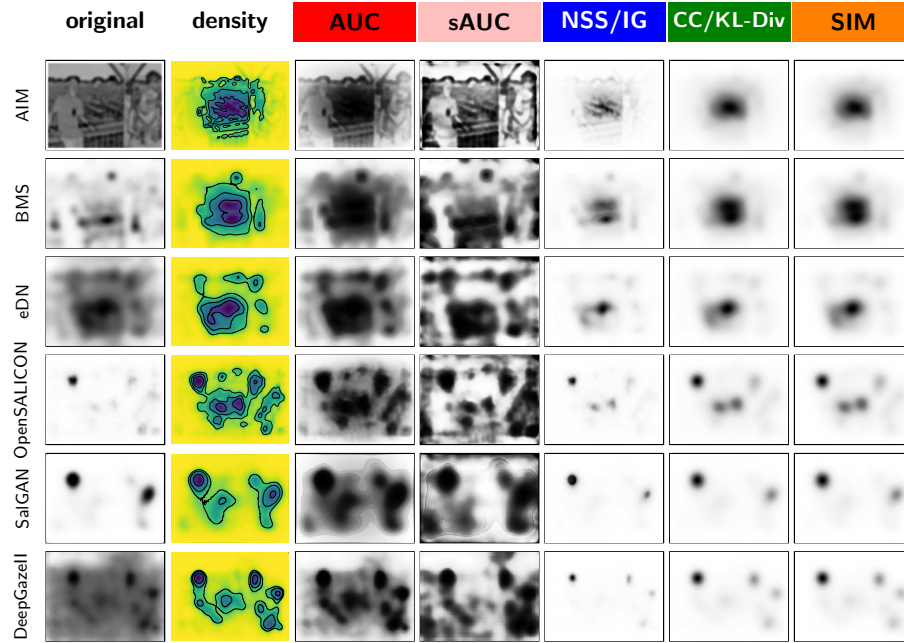 original density AUC sAUC NSS/IG CC/KL-Div SIM
AIM
BMS
eDN
OpenSALICON
SalGAN
DeepGazeII